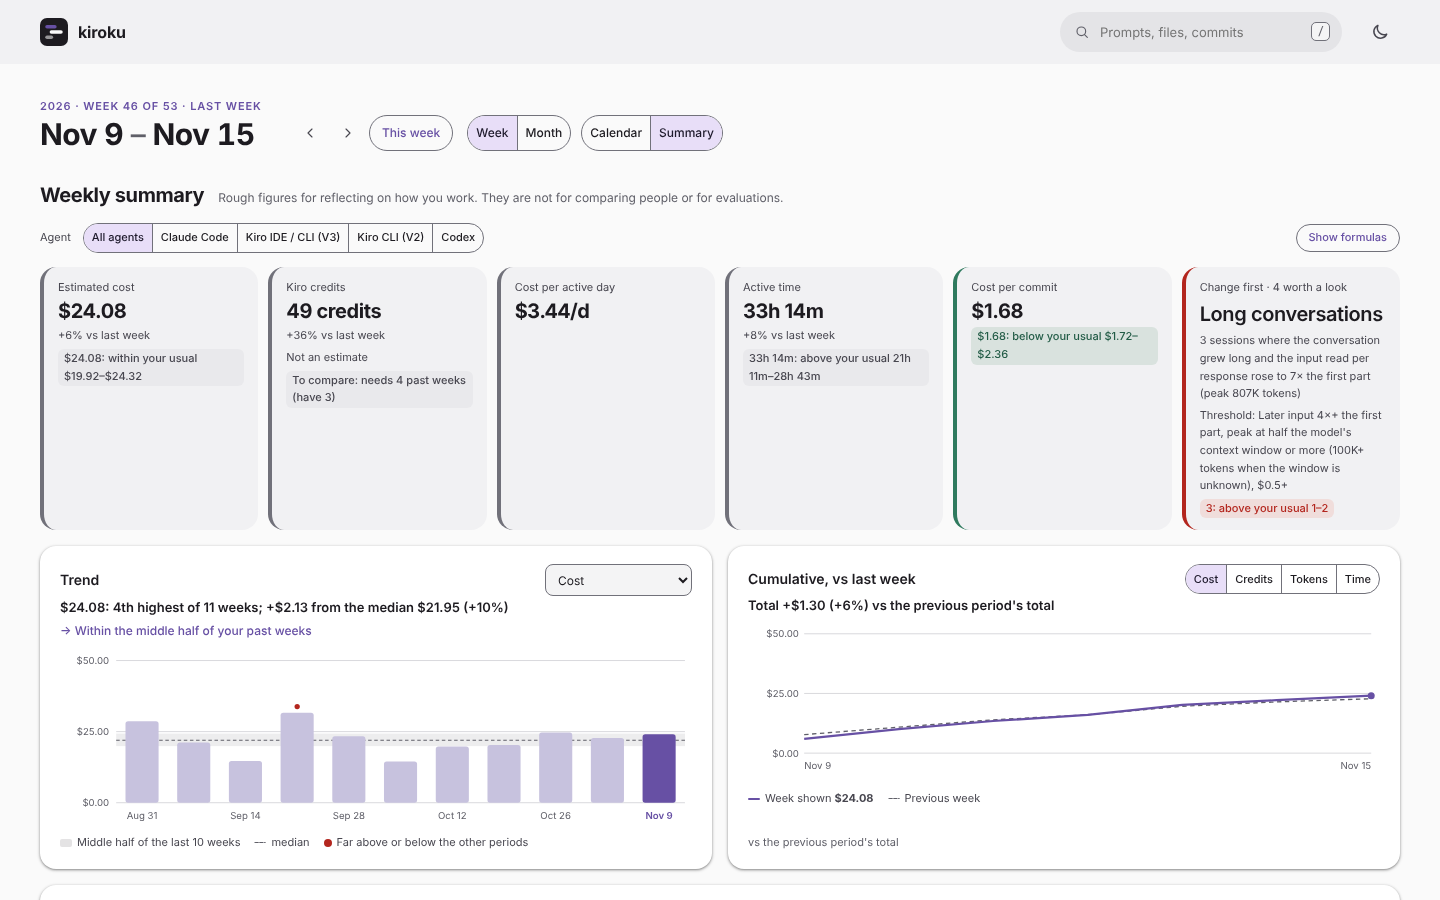 kiroku
Prompts, files, commits
/
2026 · WEEK 46 OF 53 · LAST WEEK
Nov 9 – Nov 15
This week
Week
Month
Calendar
Summary
Weekly summary
Rough figures for reflecting on how you work. They are not for comparing people or for evaluations.
Agent
All agents
Claude Code
Kiro IDE / CLI (V3)
Kiro CLI (V2)
Codex
Show formulas
Estimated cost
$24.08
+6% vs last week
$24.08: within your usual
$19.92–$24.32
Kiro credits
49 credits
+36% vs last week
Not an estimate
To compare: needs 4 past weeks
(have 3)
Cost per active day
$3.44/d
Active time
33h 14m
+8% vs last week
33h 14m: above your usual 21h
11m–28h 43m
Cost per commit
$1.68
$1.68: below your usual $1.72–
$2.36
Change first · 4 worth a look
Long conversations
3 sessions where the conversation
grew long and the input read per
response rose to 7× the first part
(peak 807K tokens)
Threshold: Later input 4×+ the first
part, peak at half the model's
context window or more (100K+
tokens when the window is
unknown), $0.5+
3: above your usual 1–2
Trend
Cost
$24.08: 4th highest of 11 weeks; +$2.13 from the median $21.95 (+10%)
→ Within the middle half of your past weeks
$50.00
$25.00
$0.00
Aug 31
Sep 14
Sep 28
Oct 12
Oct 26
Nov 9
Middle half of the last 10 weeks
median
Far above or below the other periods
Cumulative, vs last week
Cost
Credits
Tokens
Time
Total +$1.30 (+6%) vs the previous period's total
$50.00
$25.00
$0.00
Nov 9
Nov 15
Week shown $24.08
Previous week
vs the previous period's total